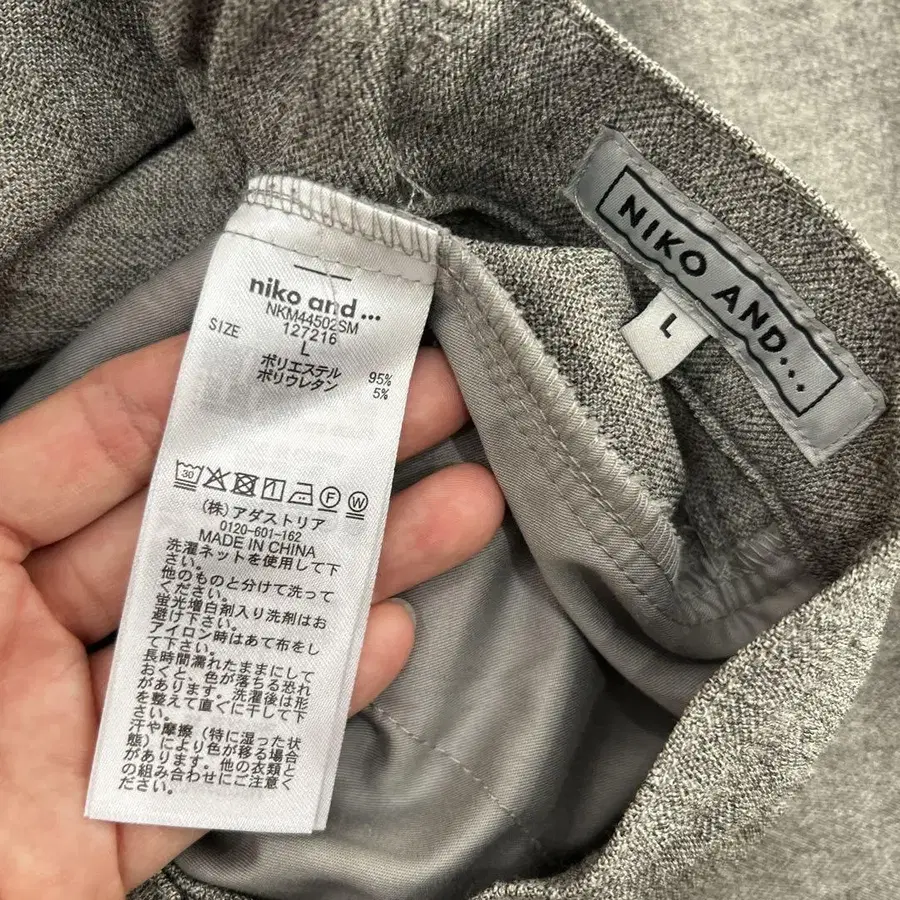 niko and ...
NKM44502SM
127216
SIZE L
ポリエステル 95%
ポリウレタン 5%
30
F W
(株)アダストリア
0120-601-162
MADE IN CHINA
洗濯ネットを使用して下
さい。
他のものと分けて洗って
ください。
蛍光増白剤入り洗剤はお
避け下さい。
アイロン時はあて布をし
て下さい。
長時間濡れたままにして
おくと、色が落ちる恐れ
があります。洗濯後は形
を整えて直ぐに干して下
さい。
汗や摩擦(特に湿った状
態)により色が移る場合
があります。他の衣類と
の組み合わせにご注意く
ださい。
NIKO AND...
L